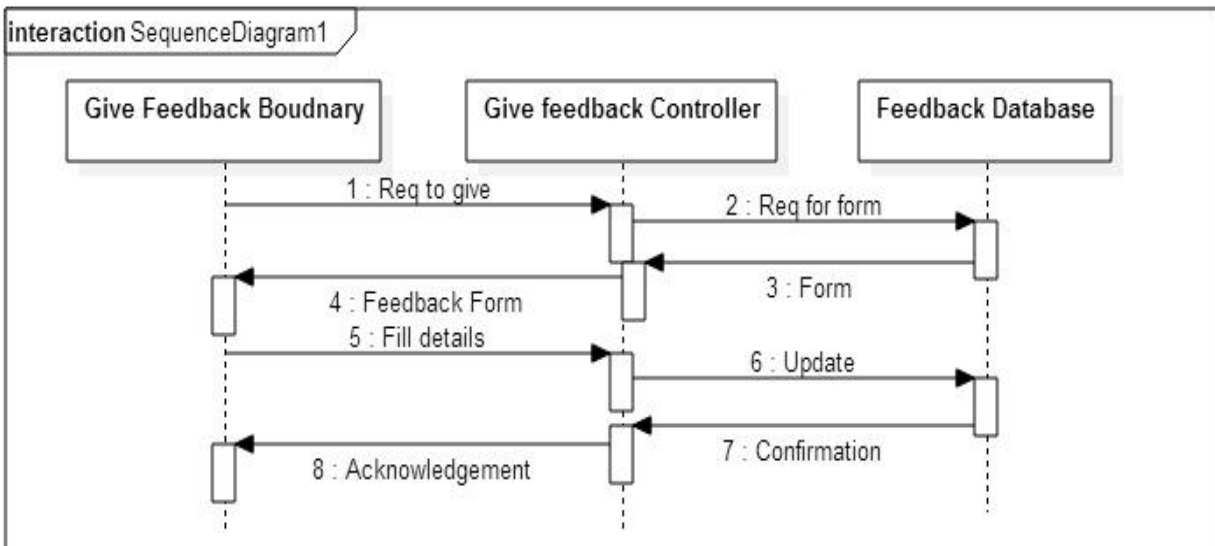 interaction SequenceDiagram1
Give Feedback Boudnary
Give feedback Controller
Feedback Database
1 : Req to give
2 : Req for form
3 : Form
4 : Feedback Form
5 : Fill details
6 : Update
7 : Confirmation
8 : Acknowledgement